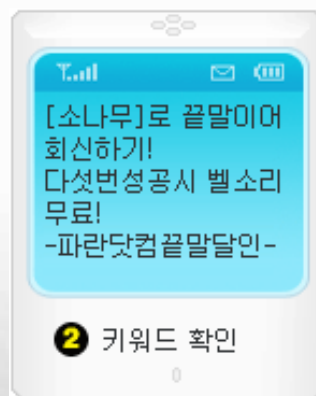 [소나무]로 끝말이어
회신하기!
다섯번성공시 벨소리
무료!
-파란닷컴끝말달인-
2 키워드 확인